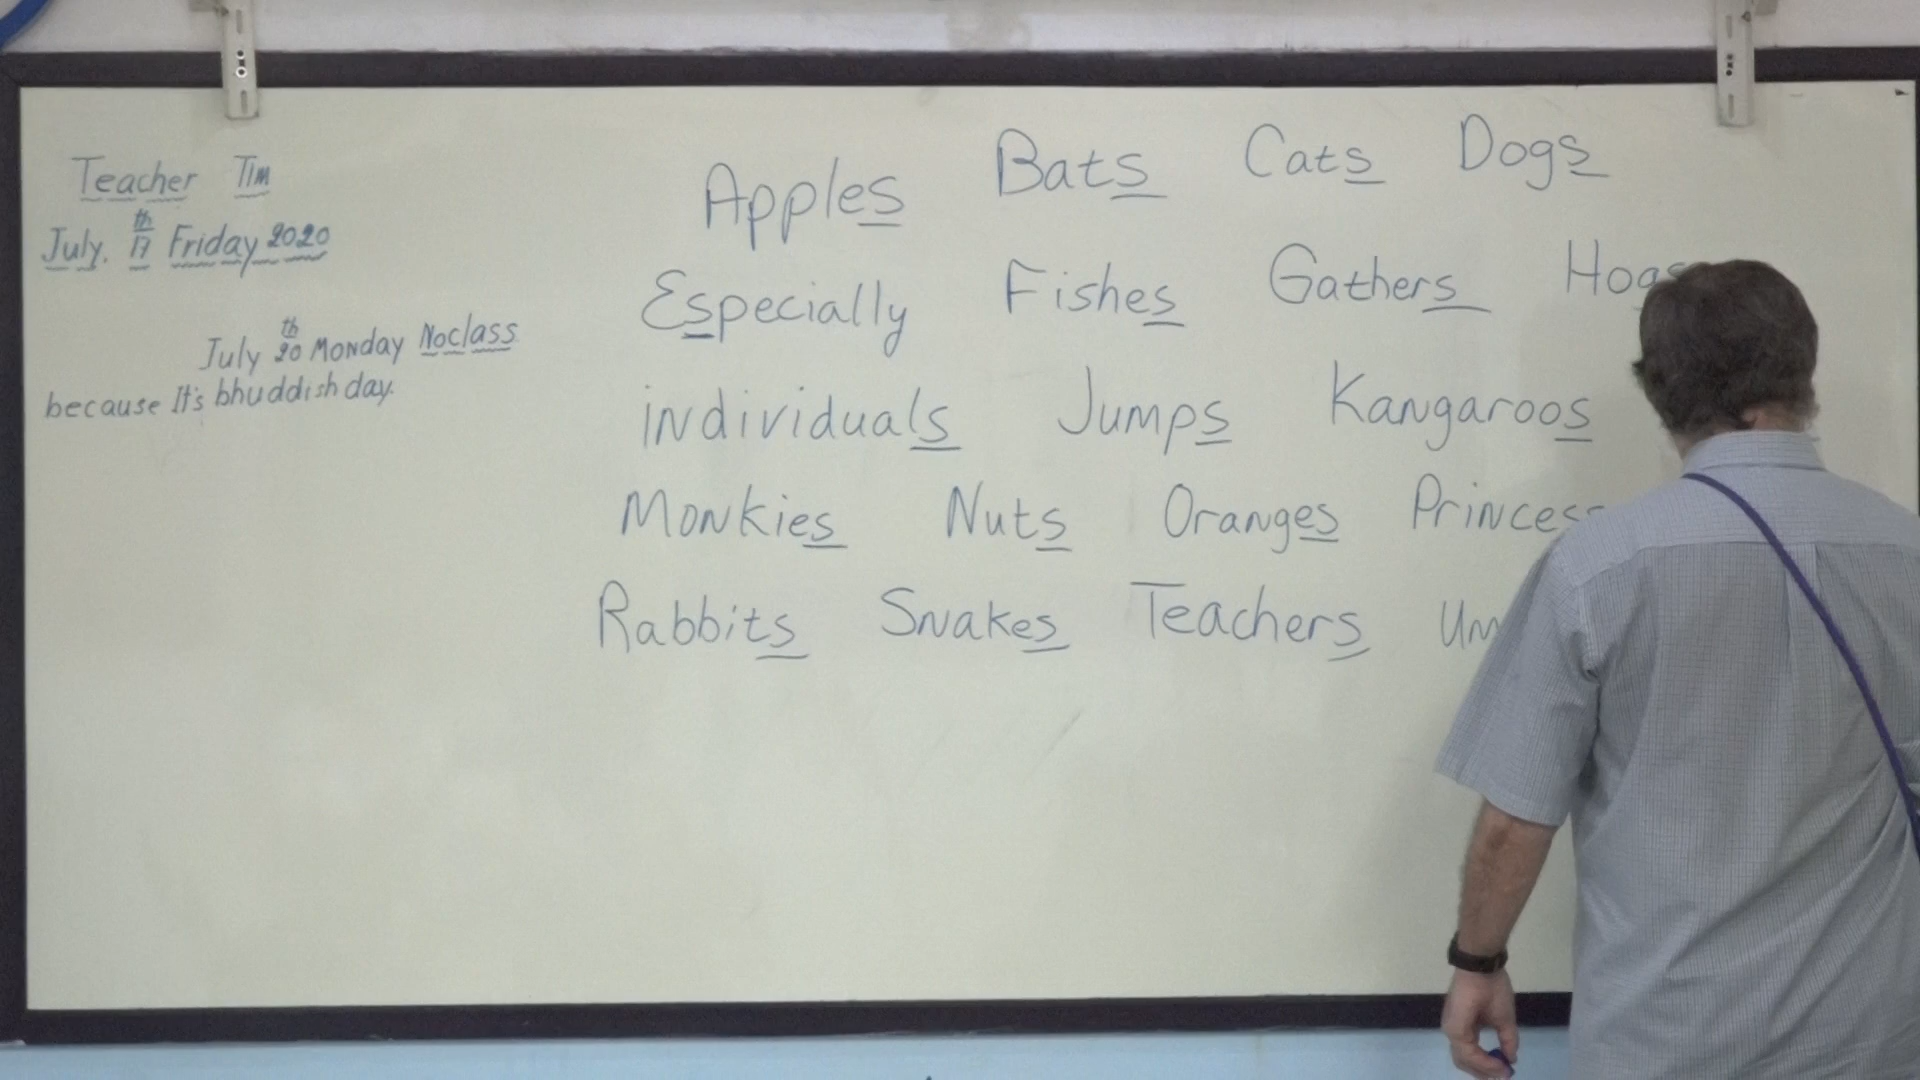 Teacher Tim
July. 17th Friday 2020
July 20th Monday Noclass
because It's bhuddish day.
Apples Bats Cats Dogs
Especially Fishes Gathers Hogs
individuals Jumps Kangaroos
Monkies Nuts Oranges
Rabbits Snakes Teachers